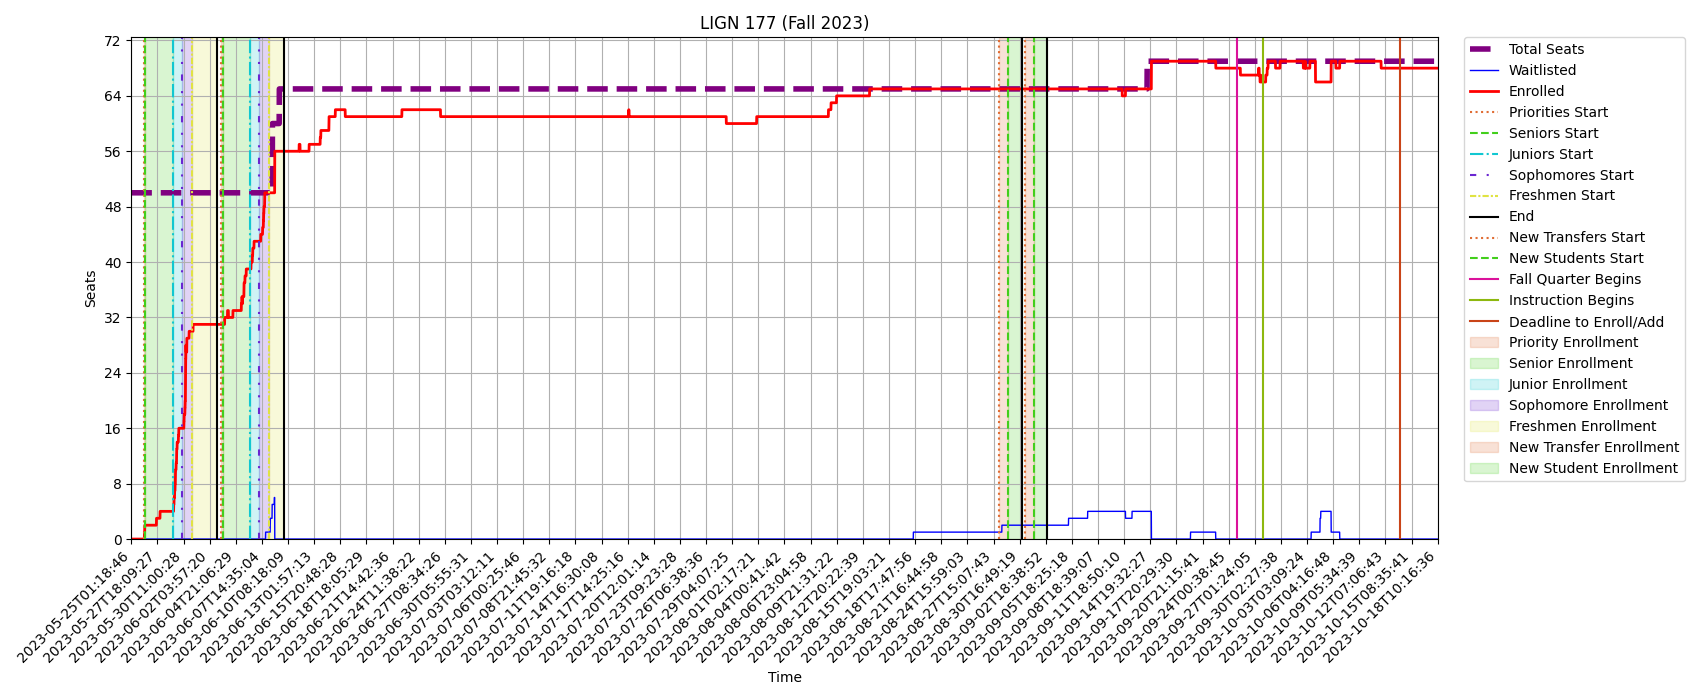 LIGN 177 (Fall 2023)
72
64
56
48
40
32
24
16
8
0
Seats
2023-05-25T01:18:46
2023-05-27T18:09:27
2023-05-30T11:00:28
2023-06-02T03:57:20
2023-06-04T21:06:29
2023-06-07T14:35:04
2023-06-10T08:18:09
2023-06-13T01:57:13
2023-06-15T20:48:28
2023-06-18T18:05:29
2023-06-21T14:42:36
2023-06-24T11:38:22
2023-06-27T08:34:26
2023-06-30T05:55:31
2023-07-03T03:12:11
2023-07-06T00:25:46
2023-07-08T21:45:32
2023-07-11T19:16:18
2023-07-14T16:30:08
2023-07-17T14:25:16
2023-07-20T12:01:14
2023-07-23T09:23:28
2023-07-26T06:38:36
2023-07-29T04:07:25
2023-08-01T02:17:21
2023-08-04T00:41:42
2023-08-06T23:04:58
2023-08-09T21:31:22
2023-08-12T20:22:39
2023-08-15T19:03:21
2023-08-18T17:47:56
2023-08-21T16:44:58
2023-08-24T15:59:03
2023-08-27T15:07:43
2023-08-30T16:49:19
2023-09-02T18:38:52
2023-09-05T18:25:18
2023-09-08T18:39:07
2023-09-11T18:50:10
2023-09-14T19:32:27
2023-09-17T20:29:30
2023-09-20T21:15:41
2023-09-24T00:38:45
2023-09-27T01:24:05
2023-09-30T02:27:38
2023-10-03T03:09:24
2023-10-06T04:16:48
2023-10-09T05:34:39
2023-10-12T07:06:43
2023-10-15T08:35:41
2023-10-18T10:16:36
Time
Total Seats
Waitlisted
Enrolled
Priorities Start
Seniors Start
Juniors Start
Sophomores Start
Freshmen Start
End
New Transfers Start
New Students Start
Fall Quarter Begins
Instruction Begins
Deadline to Enroll/Add
Priority Enrollment
Senior Enrollment
Junior Enrollment
Sophomore Enrollment
Freshmen Enrollment
New Transfer Enrollment
New Student Enrollment